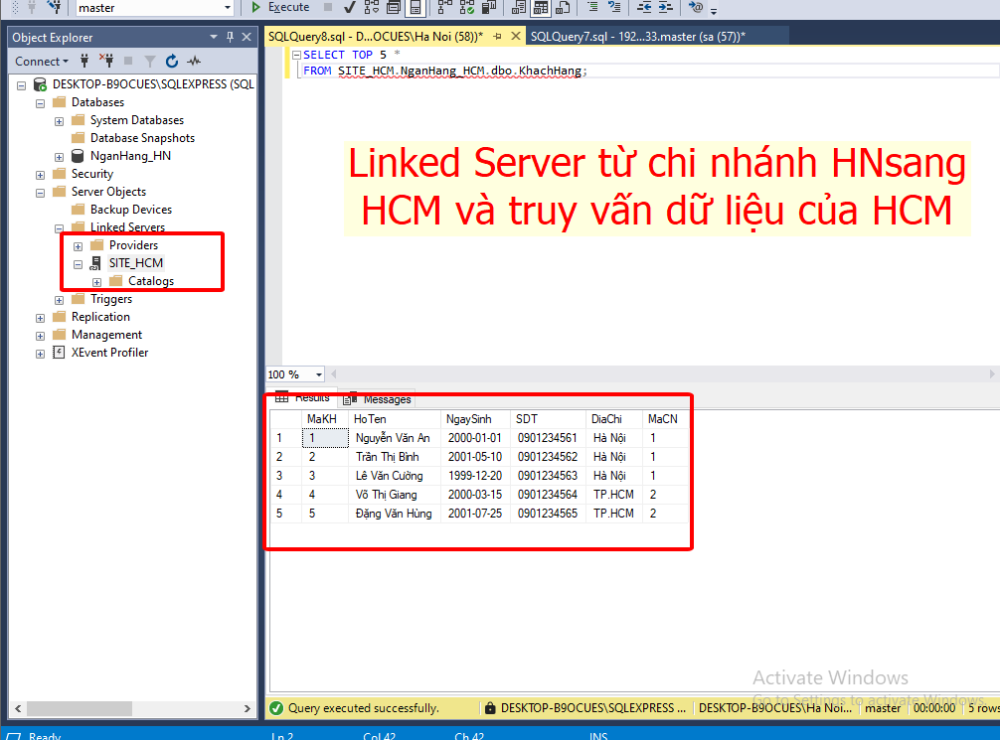 master
Execute
Object Explorer
Connect
DESKTOP-B9OCUES\SQLEXPRESS (SQL
Databases
System Databases
Database Snapshots
NganHang_HN
Security
Server Objects
Backup Devices
Linked Servers
Providers
SITE_HCM
Catalogs
Triggers
Replication
Management
XEvent Profiler
SQLQuery8.sql - D...OCUES\Ha Noi (58))*
SQLQuery7.sql - 192...33.master (sa (57))*
SELECT TOP 5 *
FROM SITE_HCM.NganHang_HCM.dbo.KhachHang;
Linked Server từ chi nhánh HNsang
HCM và truy vấn dữ liệu của HCM
100 %
Results Messages
MaKH HoTen NgaySinh SDT DiaChi MaCN
1 1 Nguyễn Văn An 2000-01-01 0901234561 Hà Nội 1
2 2 Trần Thị Bình 2001-05-10 0901234562 Hà Nội 1
3 3 Lê Văn Cường 1999-12-20 0901234563 Hà Nội 1
4 4 Võ Thị Giang 2000-03-15 0901234564 TP.HCM 2
5 5 Đặng Văn Hùng 2001-07-25 0901234565 TP.HCM 2
Activate Windows
Go to Settings to activate Windows.
Query executed successfully.
DESKTOP-B9OCUES\SQLEXPRESS ...
DESKTOP-B9OCUES\Ha Noi...
master
00:00:00
5 rows
Ready
Ln 2
Col 42
Ch 42
INS